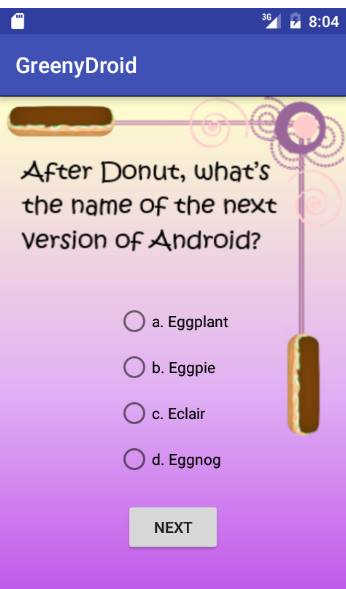 3G 8:04
GreenyDroid
After Donut, what's
the name of the next
version of Android?
a. Eggplant
b. Eggpie
c. Eclair
d. Eggnog
NEXT